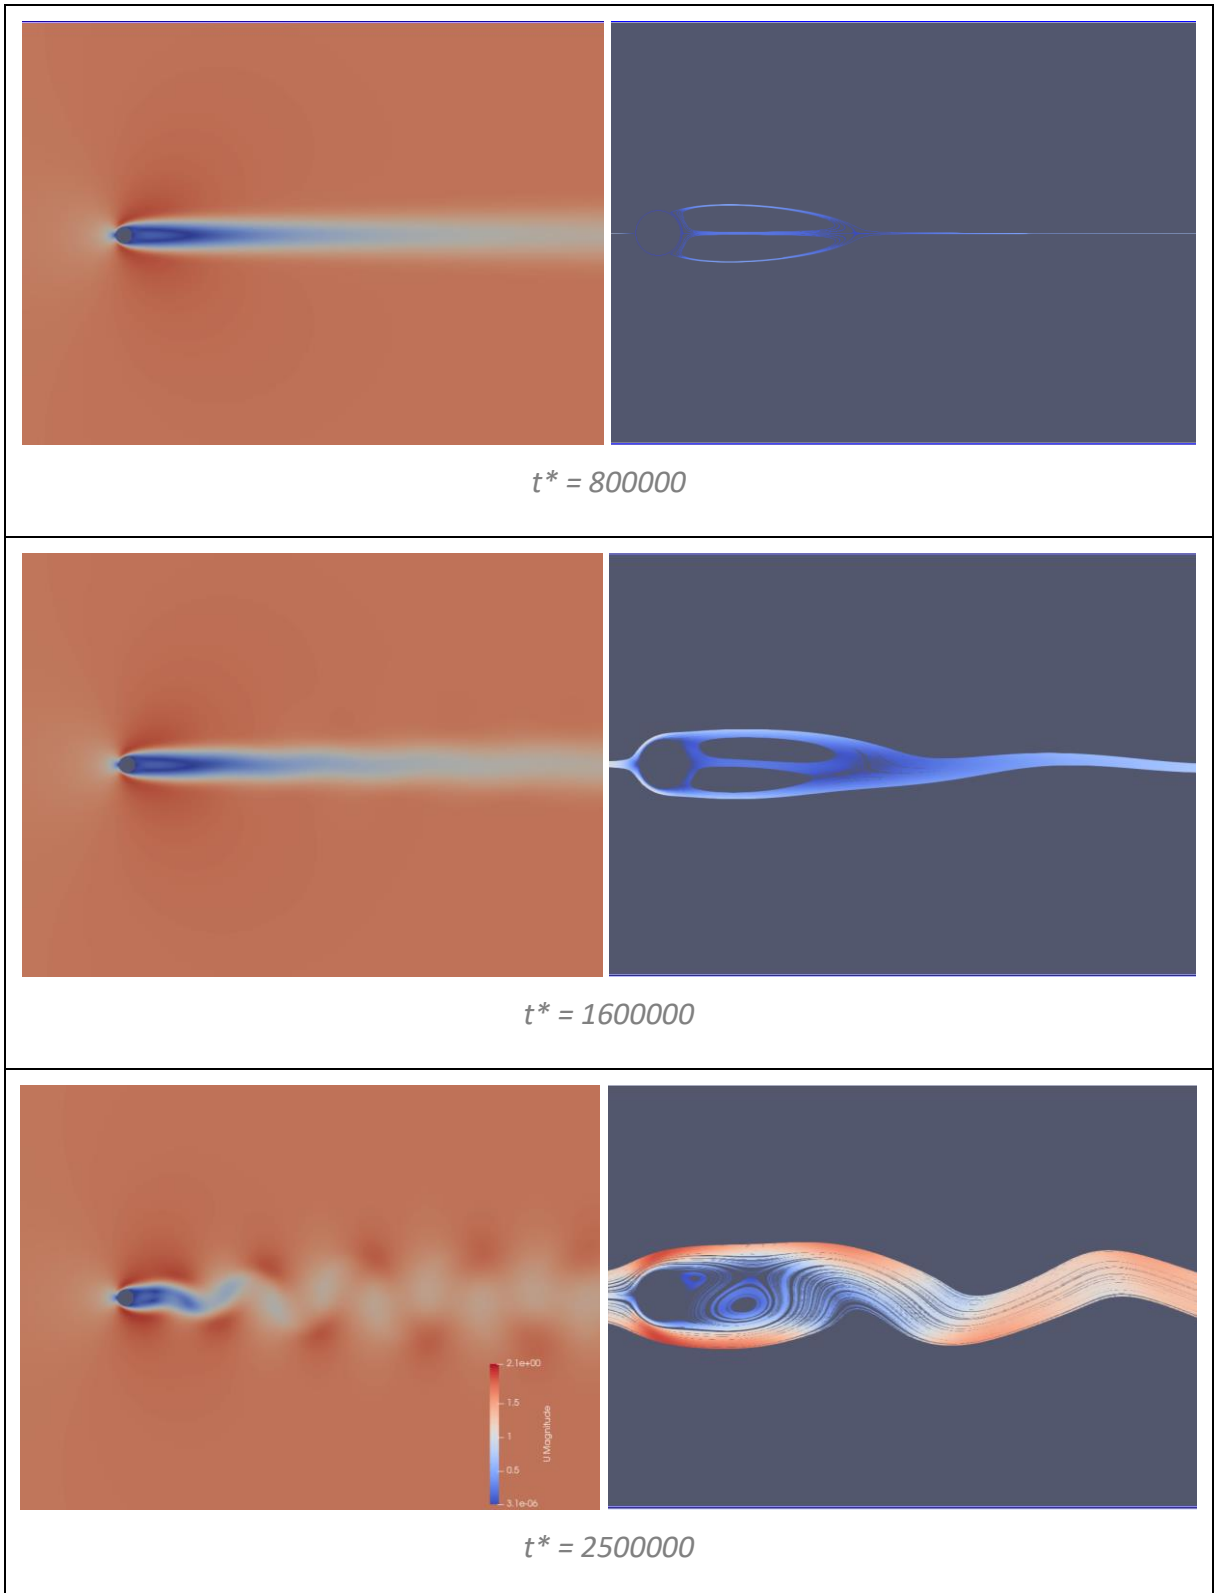 t* = 800000
t* = 1600000
2.1e+00
1.5
1
0.5
3.1e-06
U Magnitude
t* = 2500000